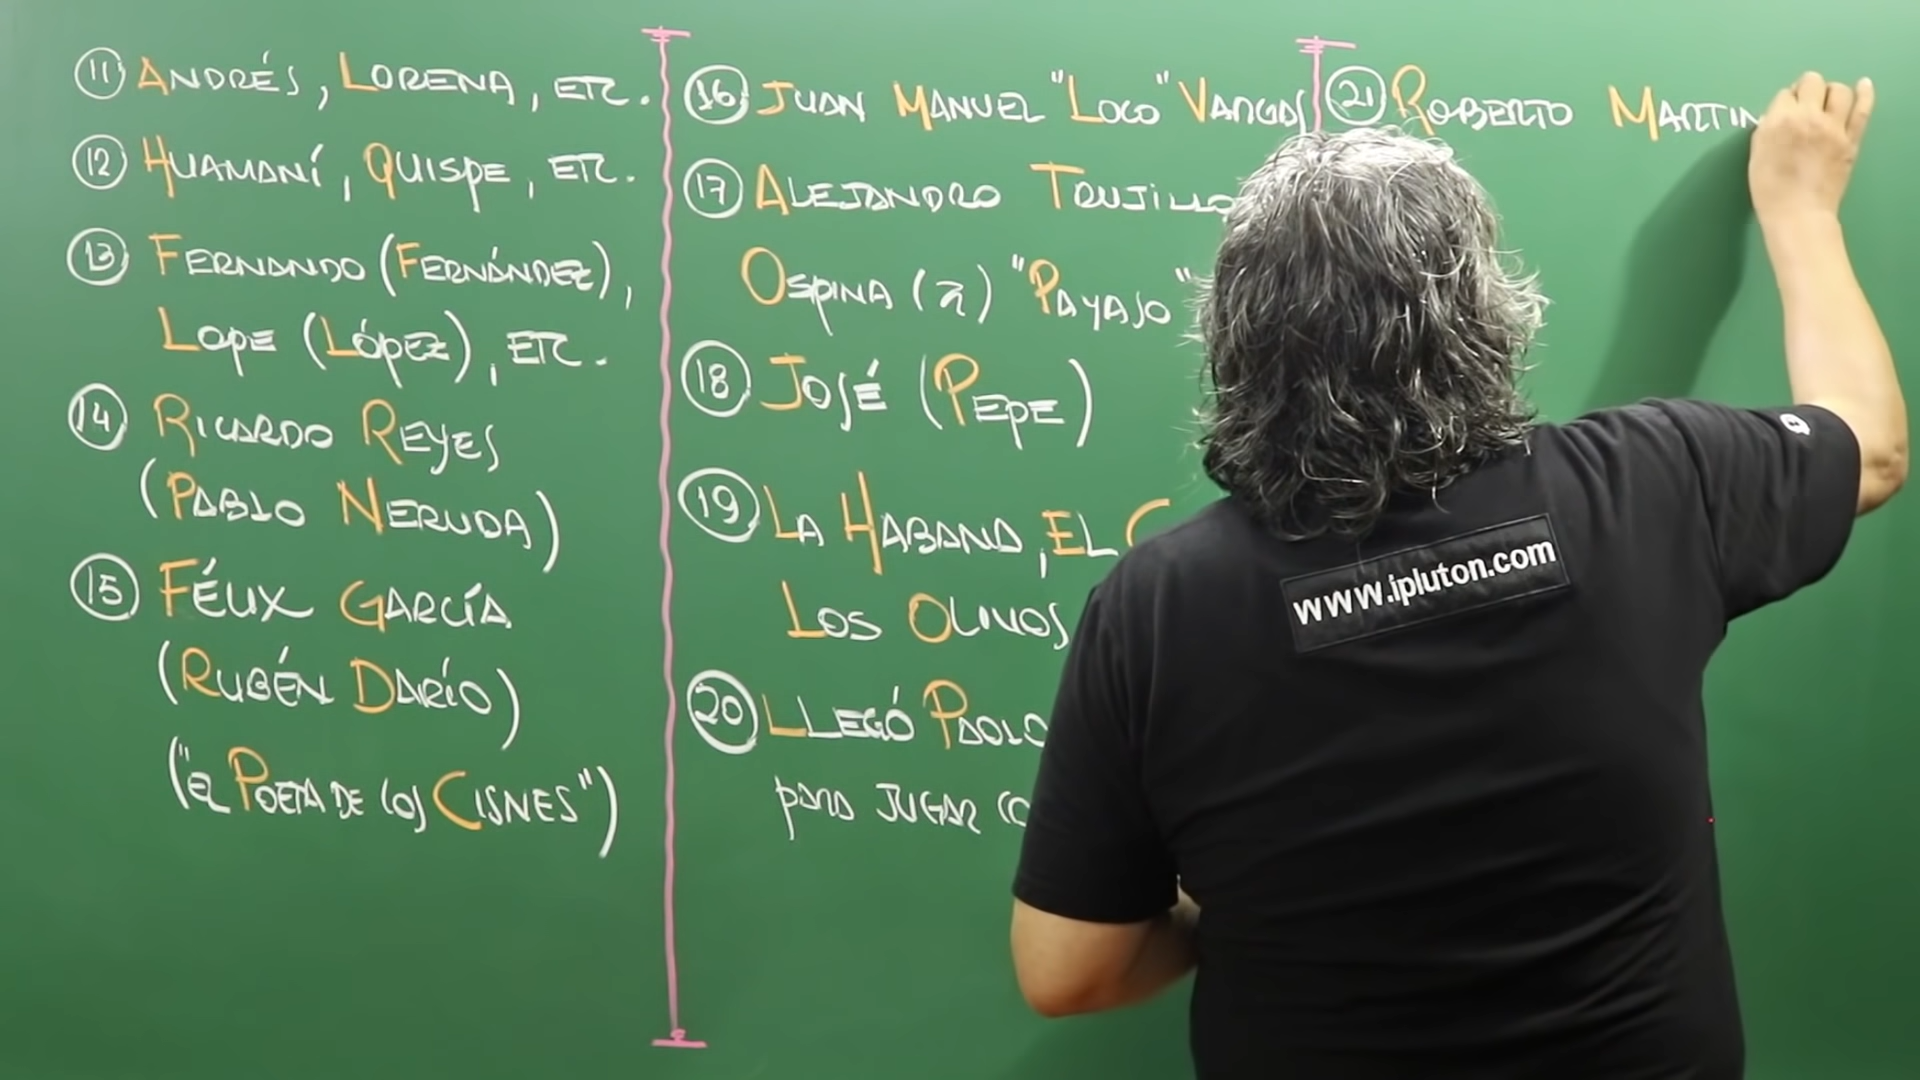 11 ANDRÉS, LORENA, ETC.
12 HUAMANÍ, QUISPE, ETC.
13 FERNANDO (FERNÁNDEZ),
LOPE (LÓPEZ), ETC.
14 RICARDO REYES
(PABLO NERUDA)
15 FÉLIX GARCÍA
(RUBÉN DARÍO)
("EL POETA DE LOS CISNES")
16 JUAN MANUEL "LOCO" VARGAS
17 ALEJANDRO TRUJILLO
OSPINA (a) "PAYASO"
18 JOSÉ (PEPE)
19 LA HABANA, EL C
LOS OLIVOS
20 LLEGÓ PAOLO
para JUGAR CO
21 ROBERTO MARTIN
www.ipluton.com